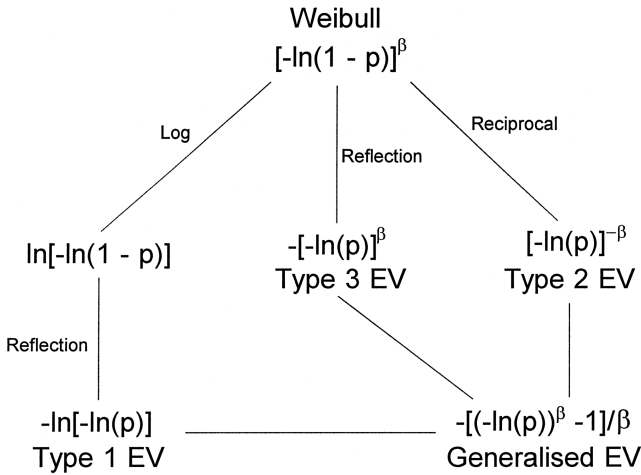 Weibull
[-ln(1 - p)]^β
Log
Reflection
Reciprocal
ln[-ln(1 - p)]
-[-ln(p)]^β
Type 3 EV
[-ln(p)]^-β
Type 2 EV
Reflection
-ln[-ln(p)]
Type 1 EV
-[(-ln(p))^β -1]/β
Generalised EV